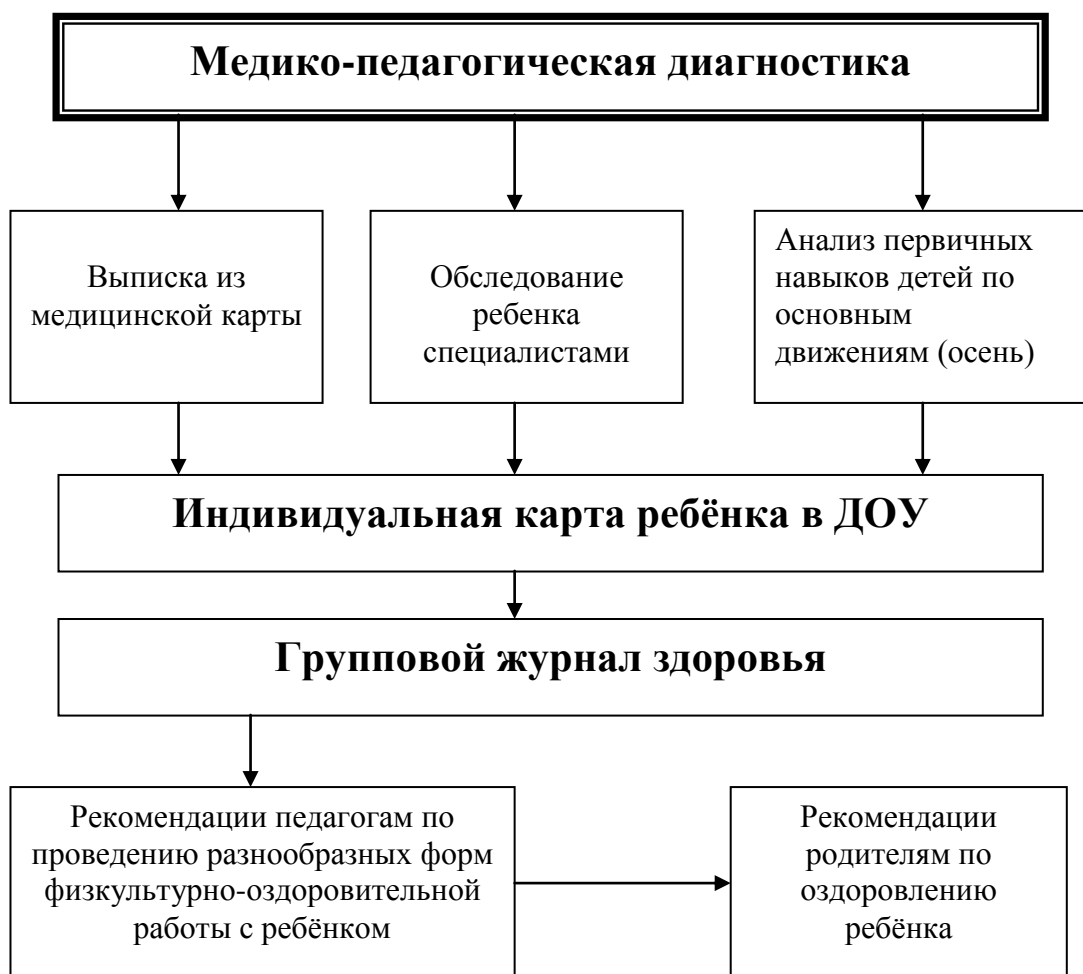 Медико-педагогическая диагностика
Выписка из
медицинской карты
Обследование
ребенка
специалистами
Анализ первичных
навыков детей по
основным
движениям (осень)
Индивидуальная карта ребёнка в ДОУ
Групповой журнал здоровья
Рекомендации педагогам по
проведению разнообразных форм
физкультурно-оздоровительной
работы с ребёнком
Рекомендации
родителям по
оздоровлению
ребёнка